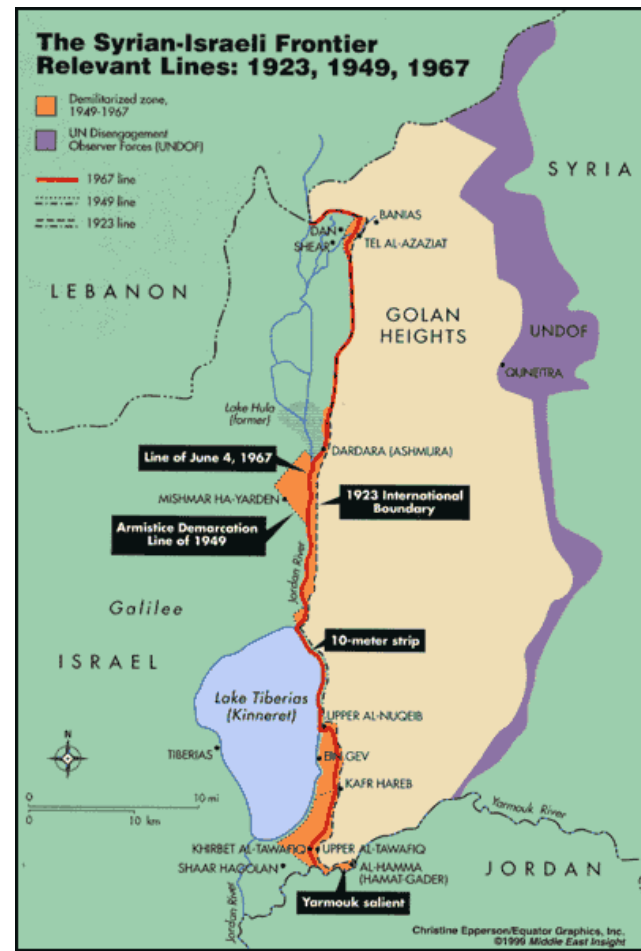 The Syrian-Israeli Frontier
Relevant Lines: 1923, 1949, 1967
Demilitarized zone,
1949-1967
UN Disengagement
Observer Forces (UNDOF)
1967 line
1949 line
1923 line
SYRIA
LEBANON
BANIAS
DAN
SHEAR
TEL AL-AZAZIAT
GOLAN
HEIGHTS
UNDOF
QUNEITRA
Lake Hula
(former)
Line of June 4, 1967
DARDARA (ASHMURA)
MISHMAR HA-YARDEN
1923 International
Boundary
Armistice Demarcation
Line of 1949
Jordan River
Galilee
10-meter strip
ISRAEL
Lake Tiberias
(Kinneret)
UPPER AL-NUQEIB
N
TIBERIAS
EIN GEV
KAFR HAREB
0 10 mi
0 10 km
Yarmouk River
KHIRBET AL-TAWAFIQ
UPPER AL-TAWAFIQ
SHAAR HAGOLAN
AL-HAMMA
(HAMAT-GADER)
JORDAN
Jordan River
Yarmouk salient
Christine Epperson/Equator Graphics, Inc.
©1999 Middle East Insight